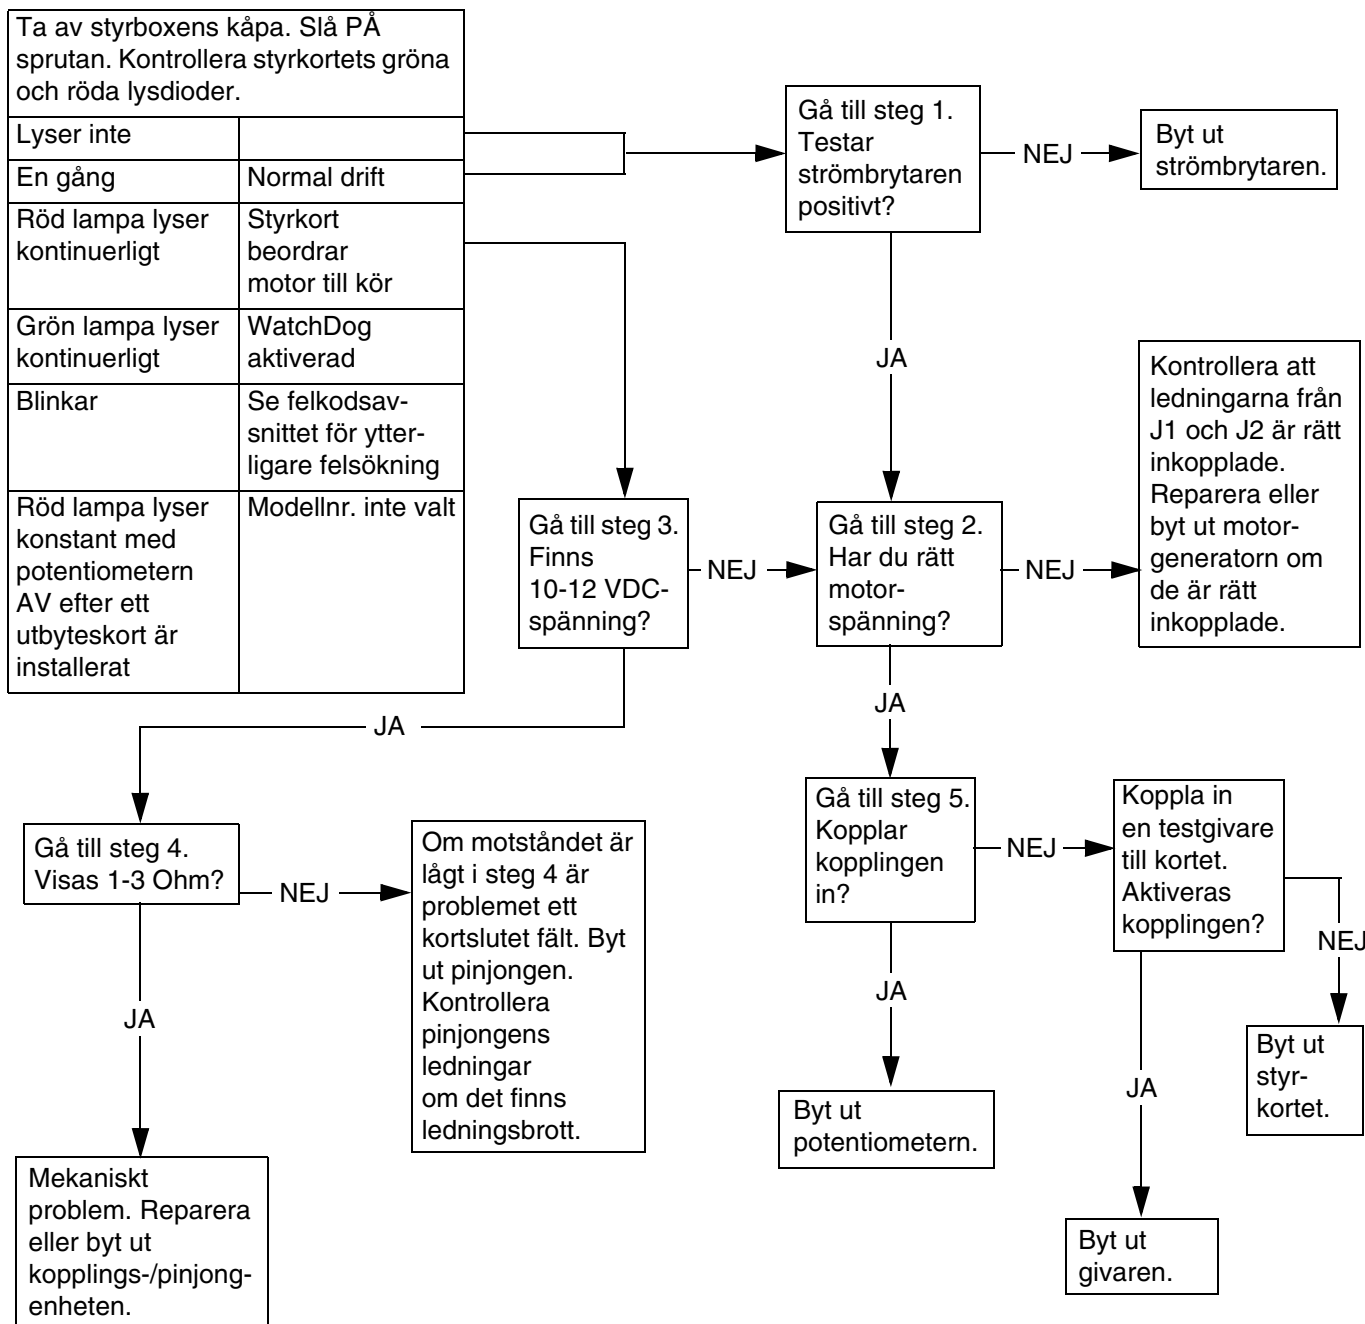 Ta av styrboxens kåpa. Slå PÅ
sprutan. Kontrollera styrkortets gröna
och röda lysdioder.
Lyser inte
En gång
Normal drift
Röd lampa lyser
kontinuerligt
Styrkort
beordrar
motor till kör
Grön lampa lyser
kontinuerligt
WatchDog
aktiverad
Blinkar
Se felkodsav-
snittet för ytter-
ligare felsökning
Röd lampa lyser
konstant med
potentiometern
AV efter ett
utbyteskort är
installerat
Modellnr. inte valt
Gå till steg 1.
Testar
strömbrytaren
positivt?
NEJ
Byt ut
strömbrytaren.
JA
Gå till steg 3.
Finns
10-12 VDC-
spänning?
NEJ
Gå till steg 2.
Har du rätt
motor-
spänning?
NEJ
Kontrollera att
ledningarna från
J1 och J2 är rätt
inkopplade.
Reparera eller
byt ut motor-
generatorn om
de är rätt
inkopplade.
JA
JA
Gå till steg 4.
Visas 1-3 Ohm?
NEJ
Om motståndet är
lågt i steg 4 är
problemet ett
kortslutet fält. Byt
ut pinjongen.
Kontrollera
pinjongens
ledningar
om det finns
ledningsbrott.
Gå till steg 5.
Kopplar
kopplingen
in?
NEJ
Koppla in
en testgivare
till kortet.
Aktiveras
kopplingen?
NEJ
JA
JA
JA
Byt ut
styr-
kortet.
Byt ut
potentiometern.
Mekaniskt
problem. Reparera
eller byt ut
kopplings-/pinjong-
enheten.
Byt ut
givaren.